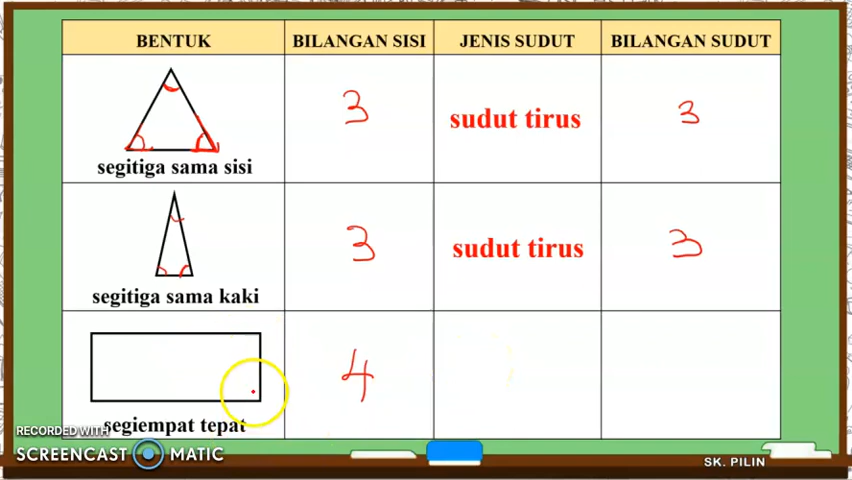 BENTUK BILANGAN SISI JENIS SUDUT BILANGAN SUDUT
3 sudut tirus 3
segitiga sama sisi
3 sudut tirus 3
segitiga sama kaki
4
segiempat tepat
RECORDED WITH
SCREENCAST MATIC
SK. PILIN